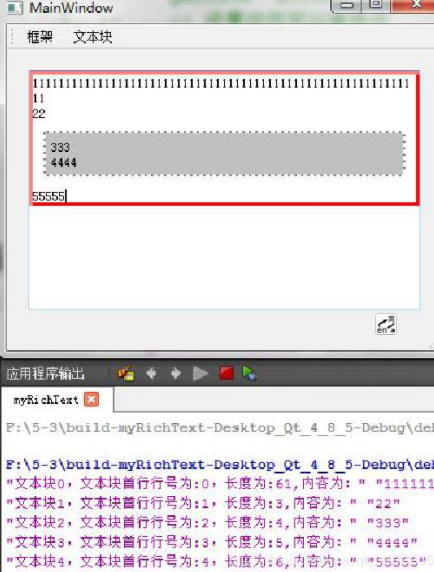 MainWindow
框架 文本块
1111111111111111111111111111111111111111111111111111111111
11
22
333
4444
55555
en
应用程序输出
myRichText
F:\5-3\build-myRichText-Desktop_Qt_4_8_5-Debug\de
F:\5-3\build-myRichText-Desktop_Qt_4_8_5-Debug\de
"文本块0，文本块首行行号为:0，长度为:61,内容为：" "111111
"文本块1，文本块首行行号为:1，长度为:3,内容为：" "22"
"文本块2，文本块首行行号为:2，长度为:4,内容为：" "333"
"文本块3，文本块首行行号为:3，长度为:5,内容为：" "4444"
"文本块4，文本块首行行号为:4，长度为:6,内容为：" "55555"